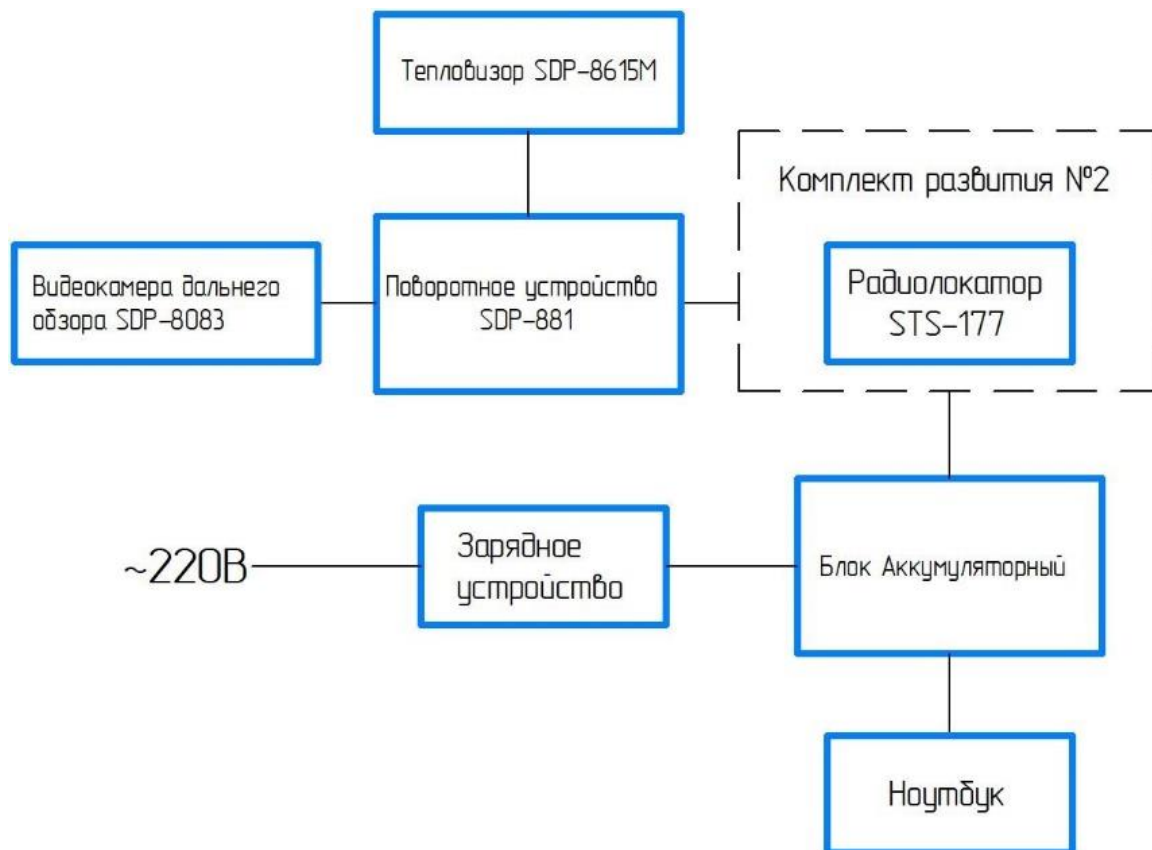 Тепловизор SDP-8615M
Комплект развития №2
Видеокамера дальнего
обзора SDP-8083
Поворотное устройство
SDP-881
Радиолокатор
STS-177
~220В
Зарядное
устройство
Блок Аккумуляторный
Ноутбук